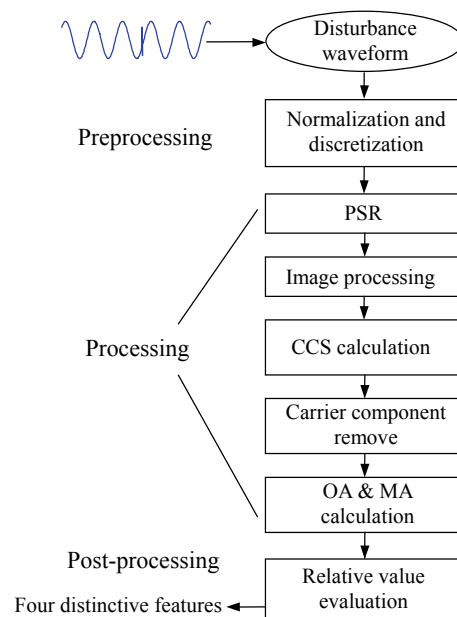 Disturbance
waveform
Preprocessing
Normalization and
discretization
PSR
Image processing
Processing
CCS calculation
Carrier component
remove
OA & MA
calculation
Post-processing
Relative value
evaluation
Four distinctive features